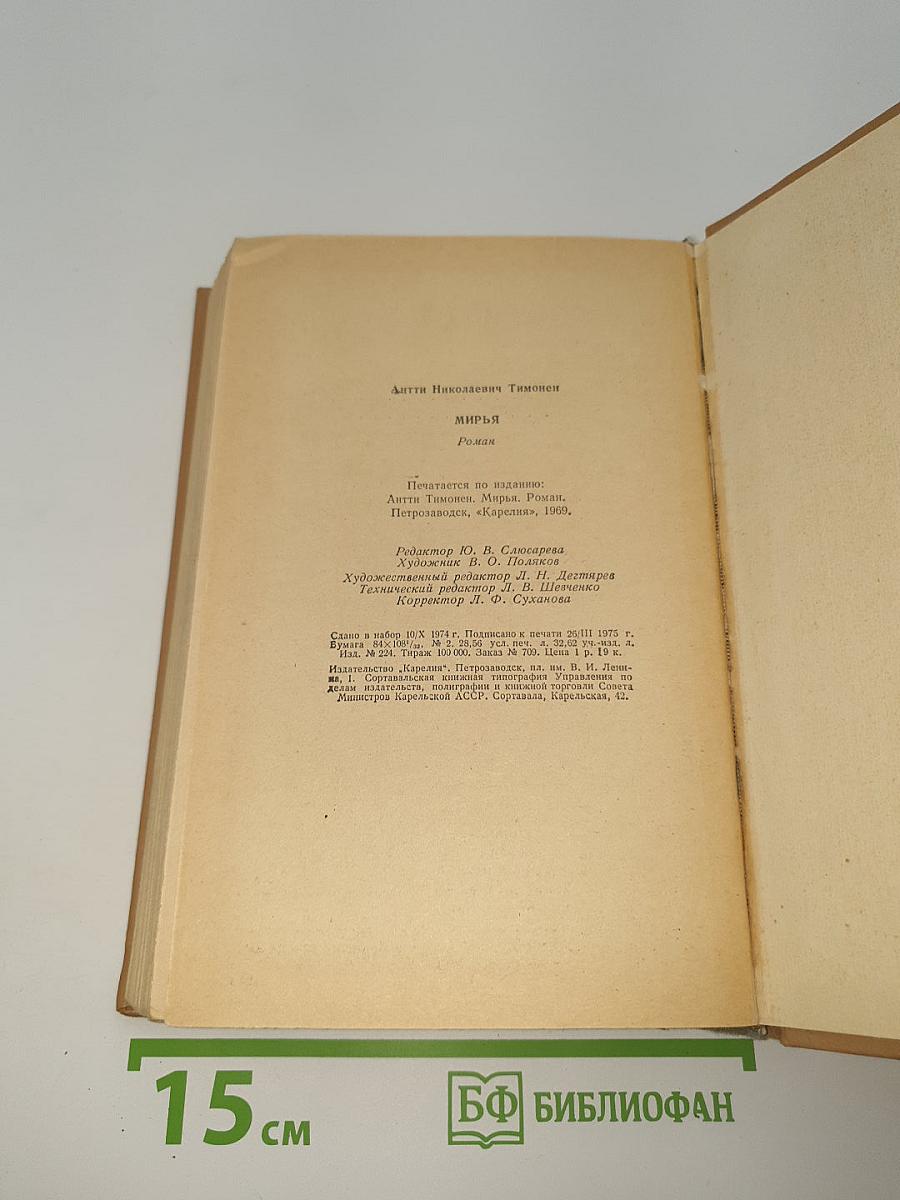 Антти Николаевич Тимонен
МИРЬЯ
Роман
Печатается по изданию:
Антти Тимонен. Мирья. Роман.
Петрозаводск, «Карелия», 1969.
Редактор Ю. В. Слюсарева
Художник В. О. Поляков
Художественный редактор Л. Н. Дегтярев
Технический редактор Л. В. Шевченко
Корректор Л. Ф. Суханова
Сдано в набор 10/X 1974 г. Подписано к печати 26/III 1975 г.
Бумага 84×108¹/₃₂. № 2. 28,56 усл. печ. л. 32,62 уч.-изд. л.
Изд. № 224. Тираж 100 000. Заказ № 709. Цена 1 р. 19 к.
Издательство „Карелия“. Петрозаводск, пл. им. В. И. Лени-
на, 1. Сортавальская книжная типография Управления по
делам издательств, полиграфии и книжной торговли Совета
Министров Карельской АССР. Сортавала, Карельская, 42.
15 см
БФ БИБЛИОФАН